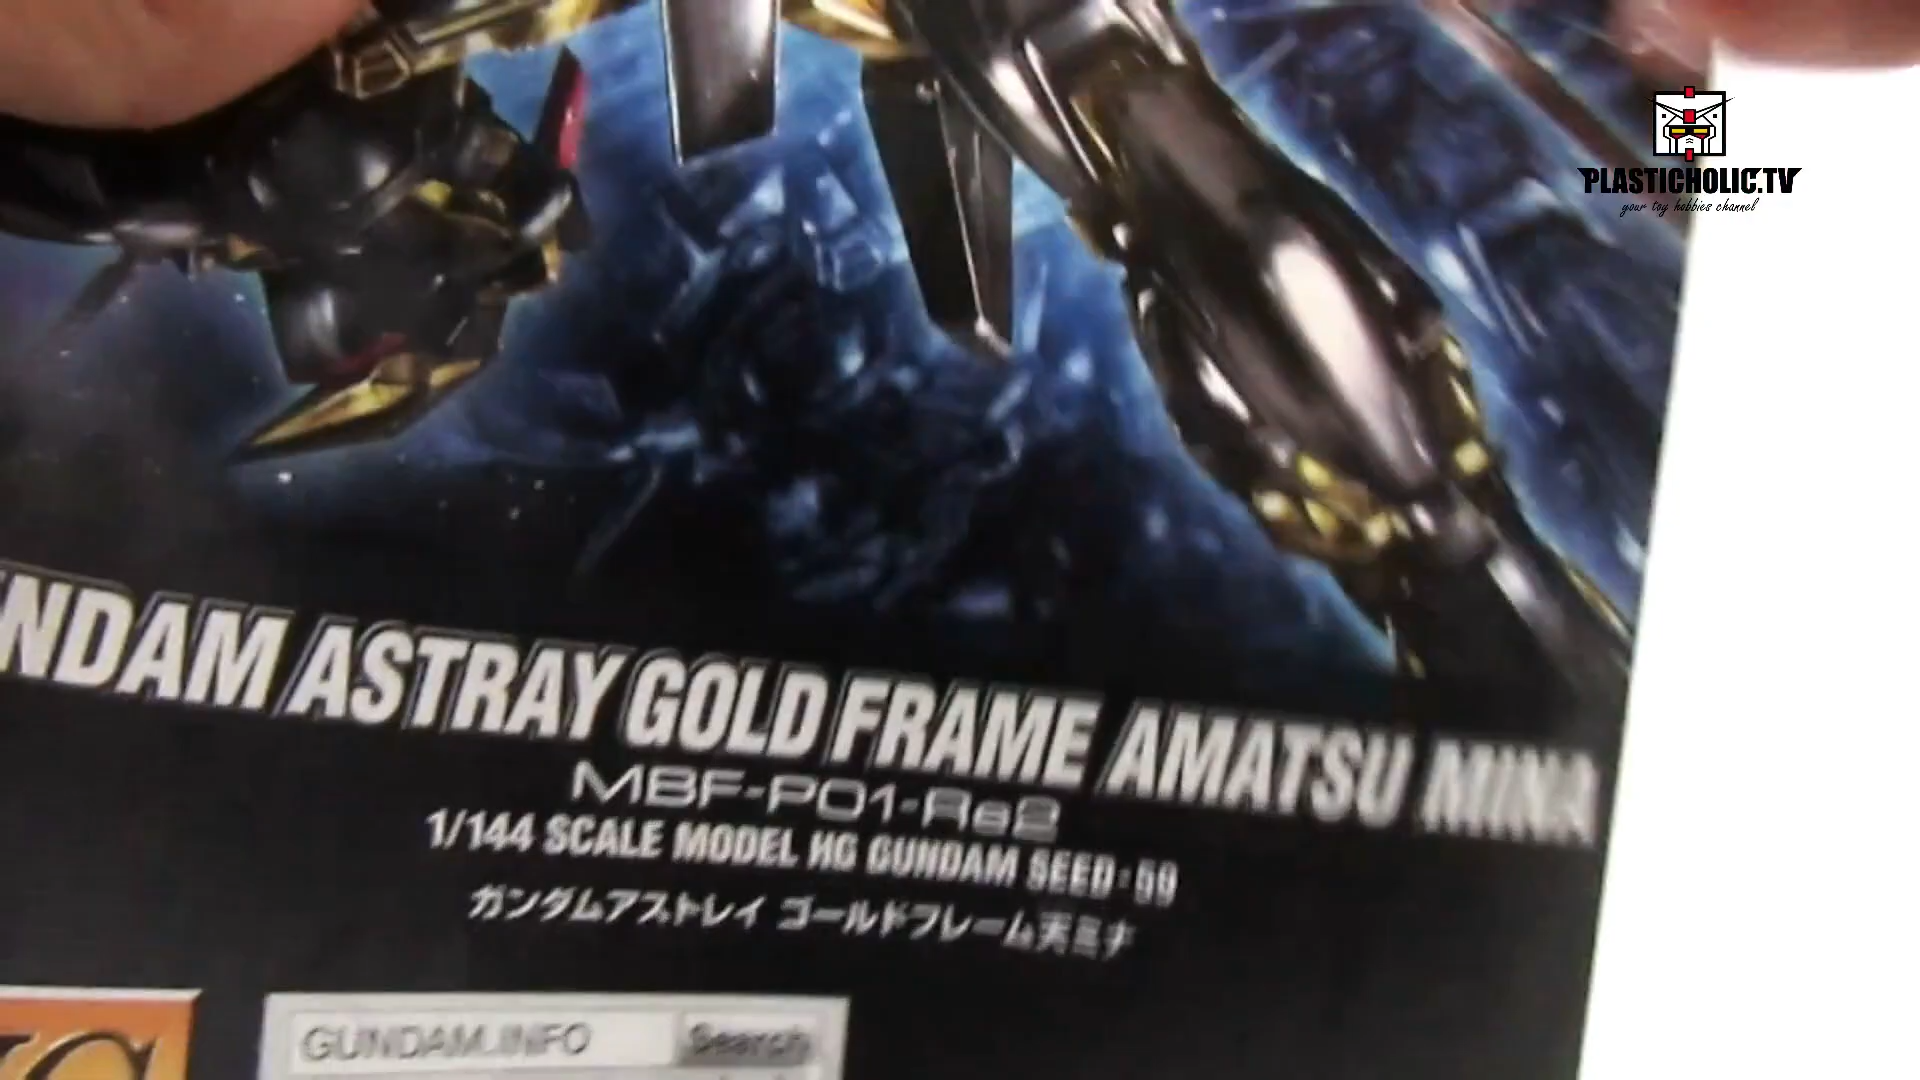 PLASTICHOLIC.TV
your toy hobbies channel
NDAM ASTRAY GOLD FRAME AMATSU MINA
MBF-P01-Re2
1/144 SCALE MODEL HG GUNDAM SEED·59
ガンダムアストレイ ゴールドフレーム天ミナ
GUNDAM.INFO Search